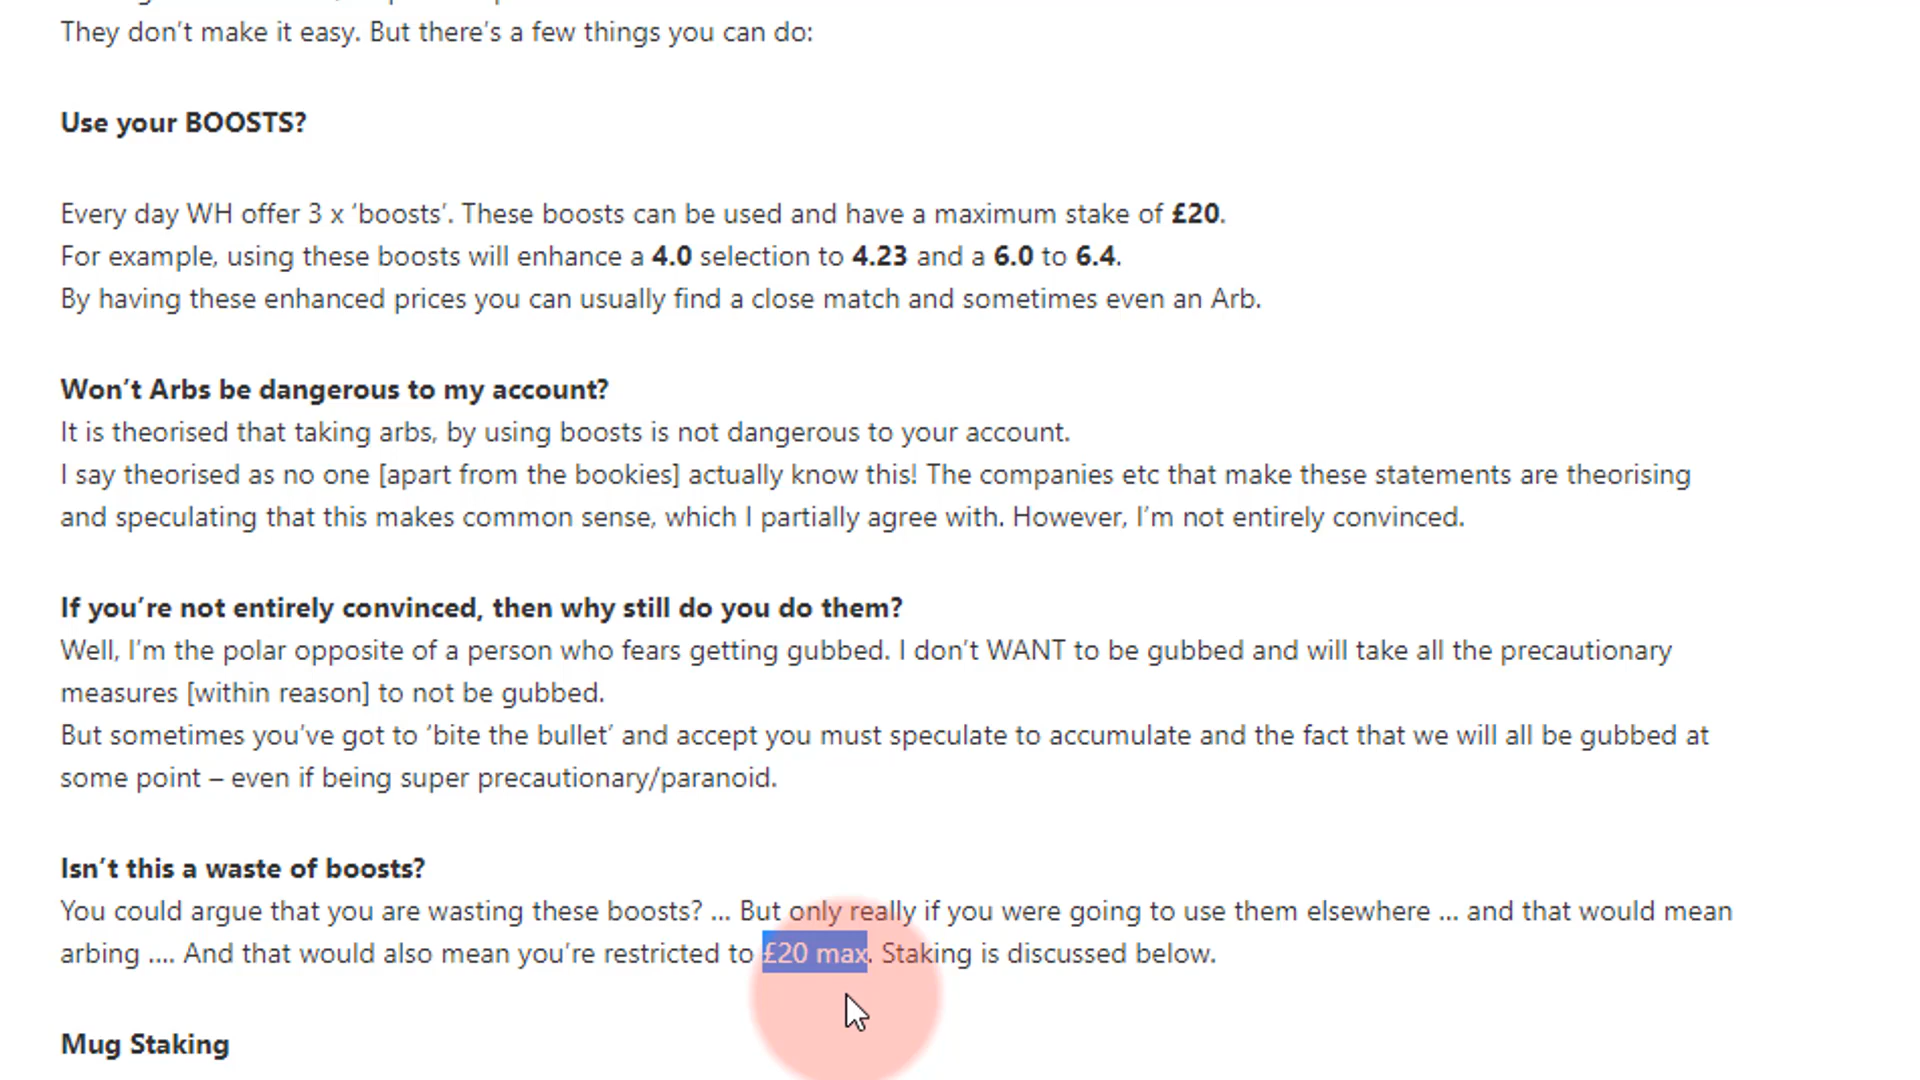 They don’t make it easy. But there’s a few things you can do:
Use your BOOSTS?
Every day WH offer 3 x ‘boosts’. These boosts can be used and have a maximum stake of £20.
For example, using these boosts will enhance a 4.0 selection to 4.23 and a 6.0 to 6.4.
By having these enhanced prices you can usually find a close match and sometimes even an Arb.
Won’t Arbs be dangerous to my account?
It is theorised that taking arbs, by using boosts is not dangerous to your account.
I say theorised as no one [apart from the bookies] actually know this! The companies etc that make these statements are theorising
and speculating that this makes common sense, which I partially agree with. However, I’m not entirely convinced.
If you’re not entirely convinced, then why still do you do them?
Well, I’m the polar opposite of a person who fears getting gubbed. I don’t WANT to be gubbed and will take all the precautionary
measures [within reason] to not be gubbed.
But sometimes you’ve got to ‘bite the bullet’ and accept you must speculate to accumulate and the fact that we will all be gubbed at
some point – even if being super precautionary/paranoid.
Isn’t this a waste of boosts?
You could argue that you are wasting these boosts? ... But only really if you were going to use them elsewhere ... and that would mean
arbing .... And that would also mean you’re restricted to £20 max. Staking is discussed below.
Mug Staking